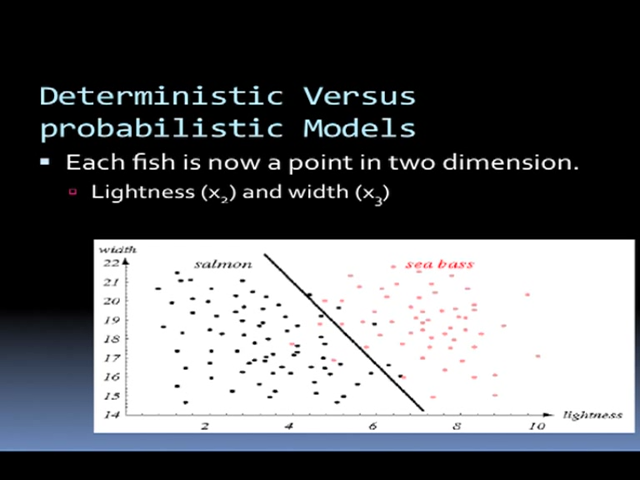 Deterministic Versus
probabilistic Models
Each fish is now a point in two dimension.
Lightness (x₂) and width (x₃)
width
salmon
sea bass
22
21
20
19
18
17
16
15
14
2 4 6 8 10
lightness